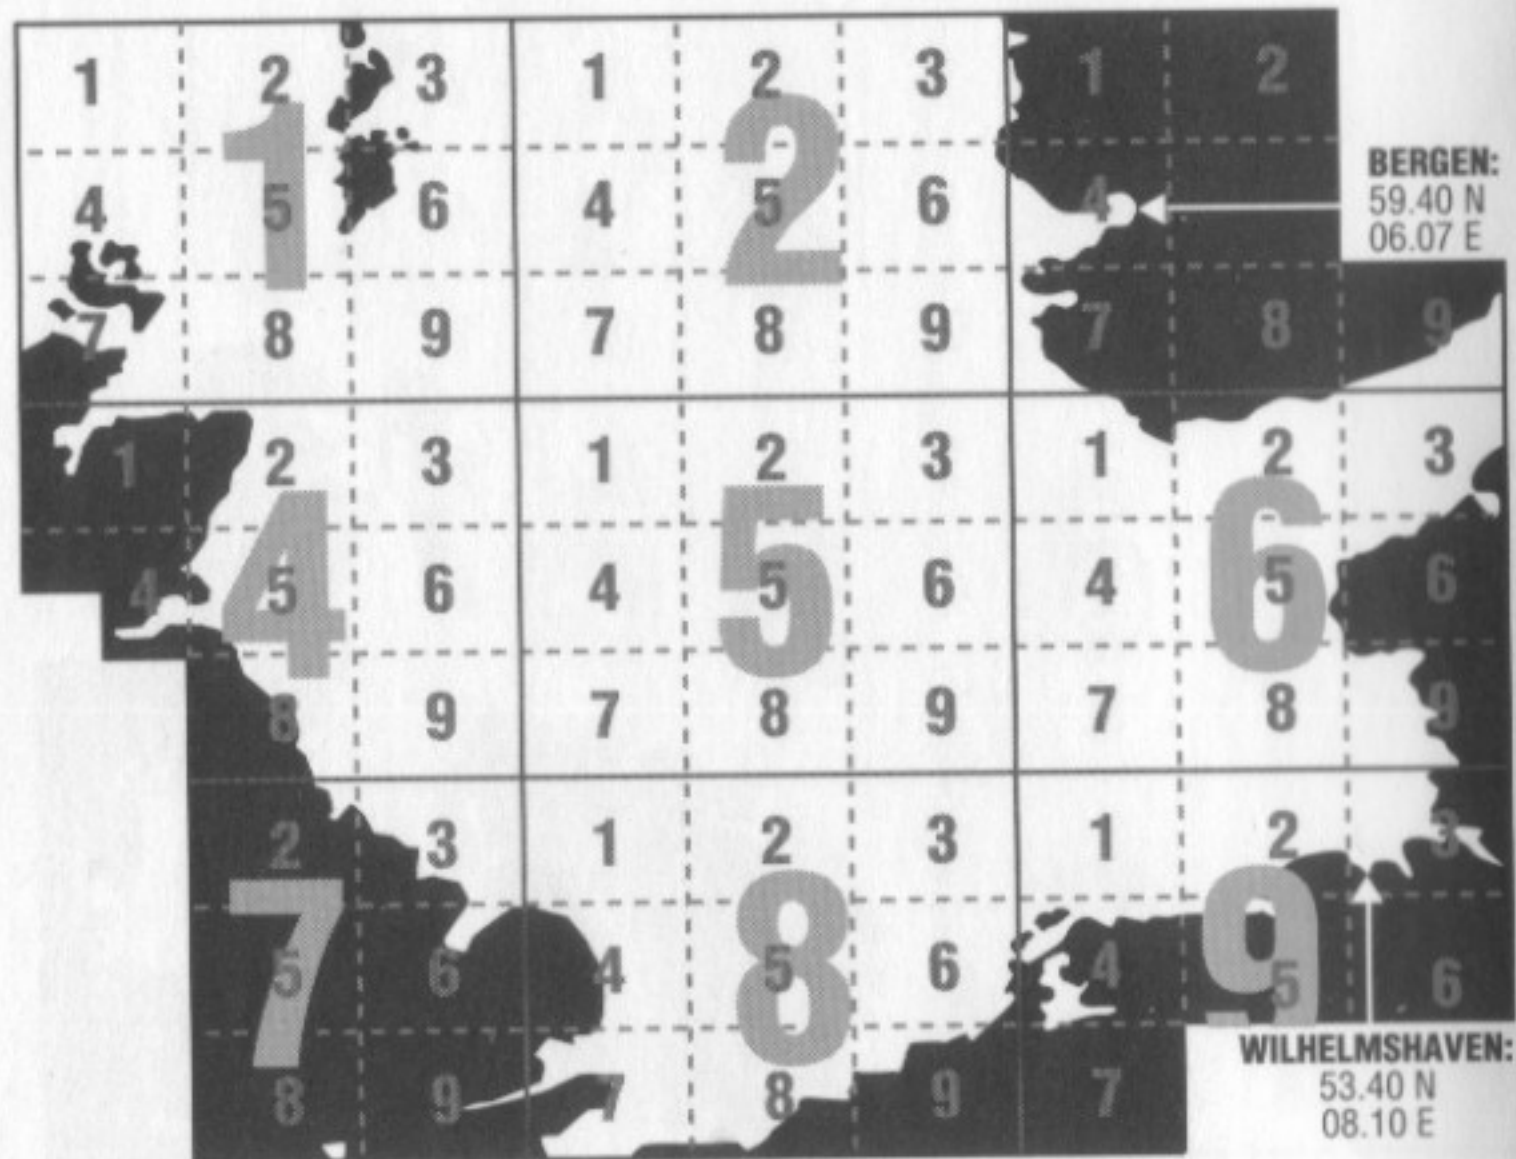 1 2 3 1 2 3 1 2
1 2
BERGEN:
4 5 6 4 5 6 4
59.40 N
06.07 E
7 8 9 7 8 9 7 8 9
1 2 3 1 2 3 1 2 3
4 5 6
4 5 6 4 5 6 4 5 6
8 9 7 8 9 7 8 9
2 3 1 2 3 1 2 3
7 8 9
5 6 4 5 6 4 5 6
WILHELMSHAVEN:
8 9 7 8 9 7
53.40 N
08.10 E